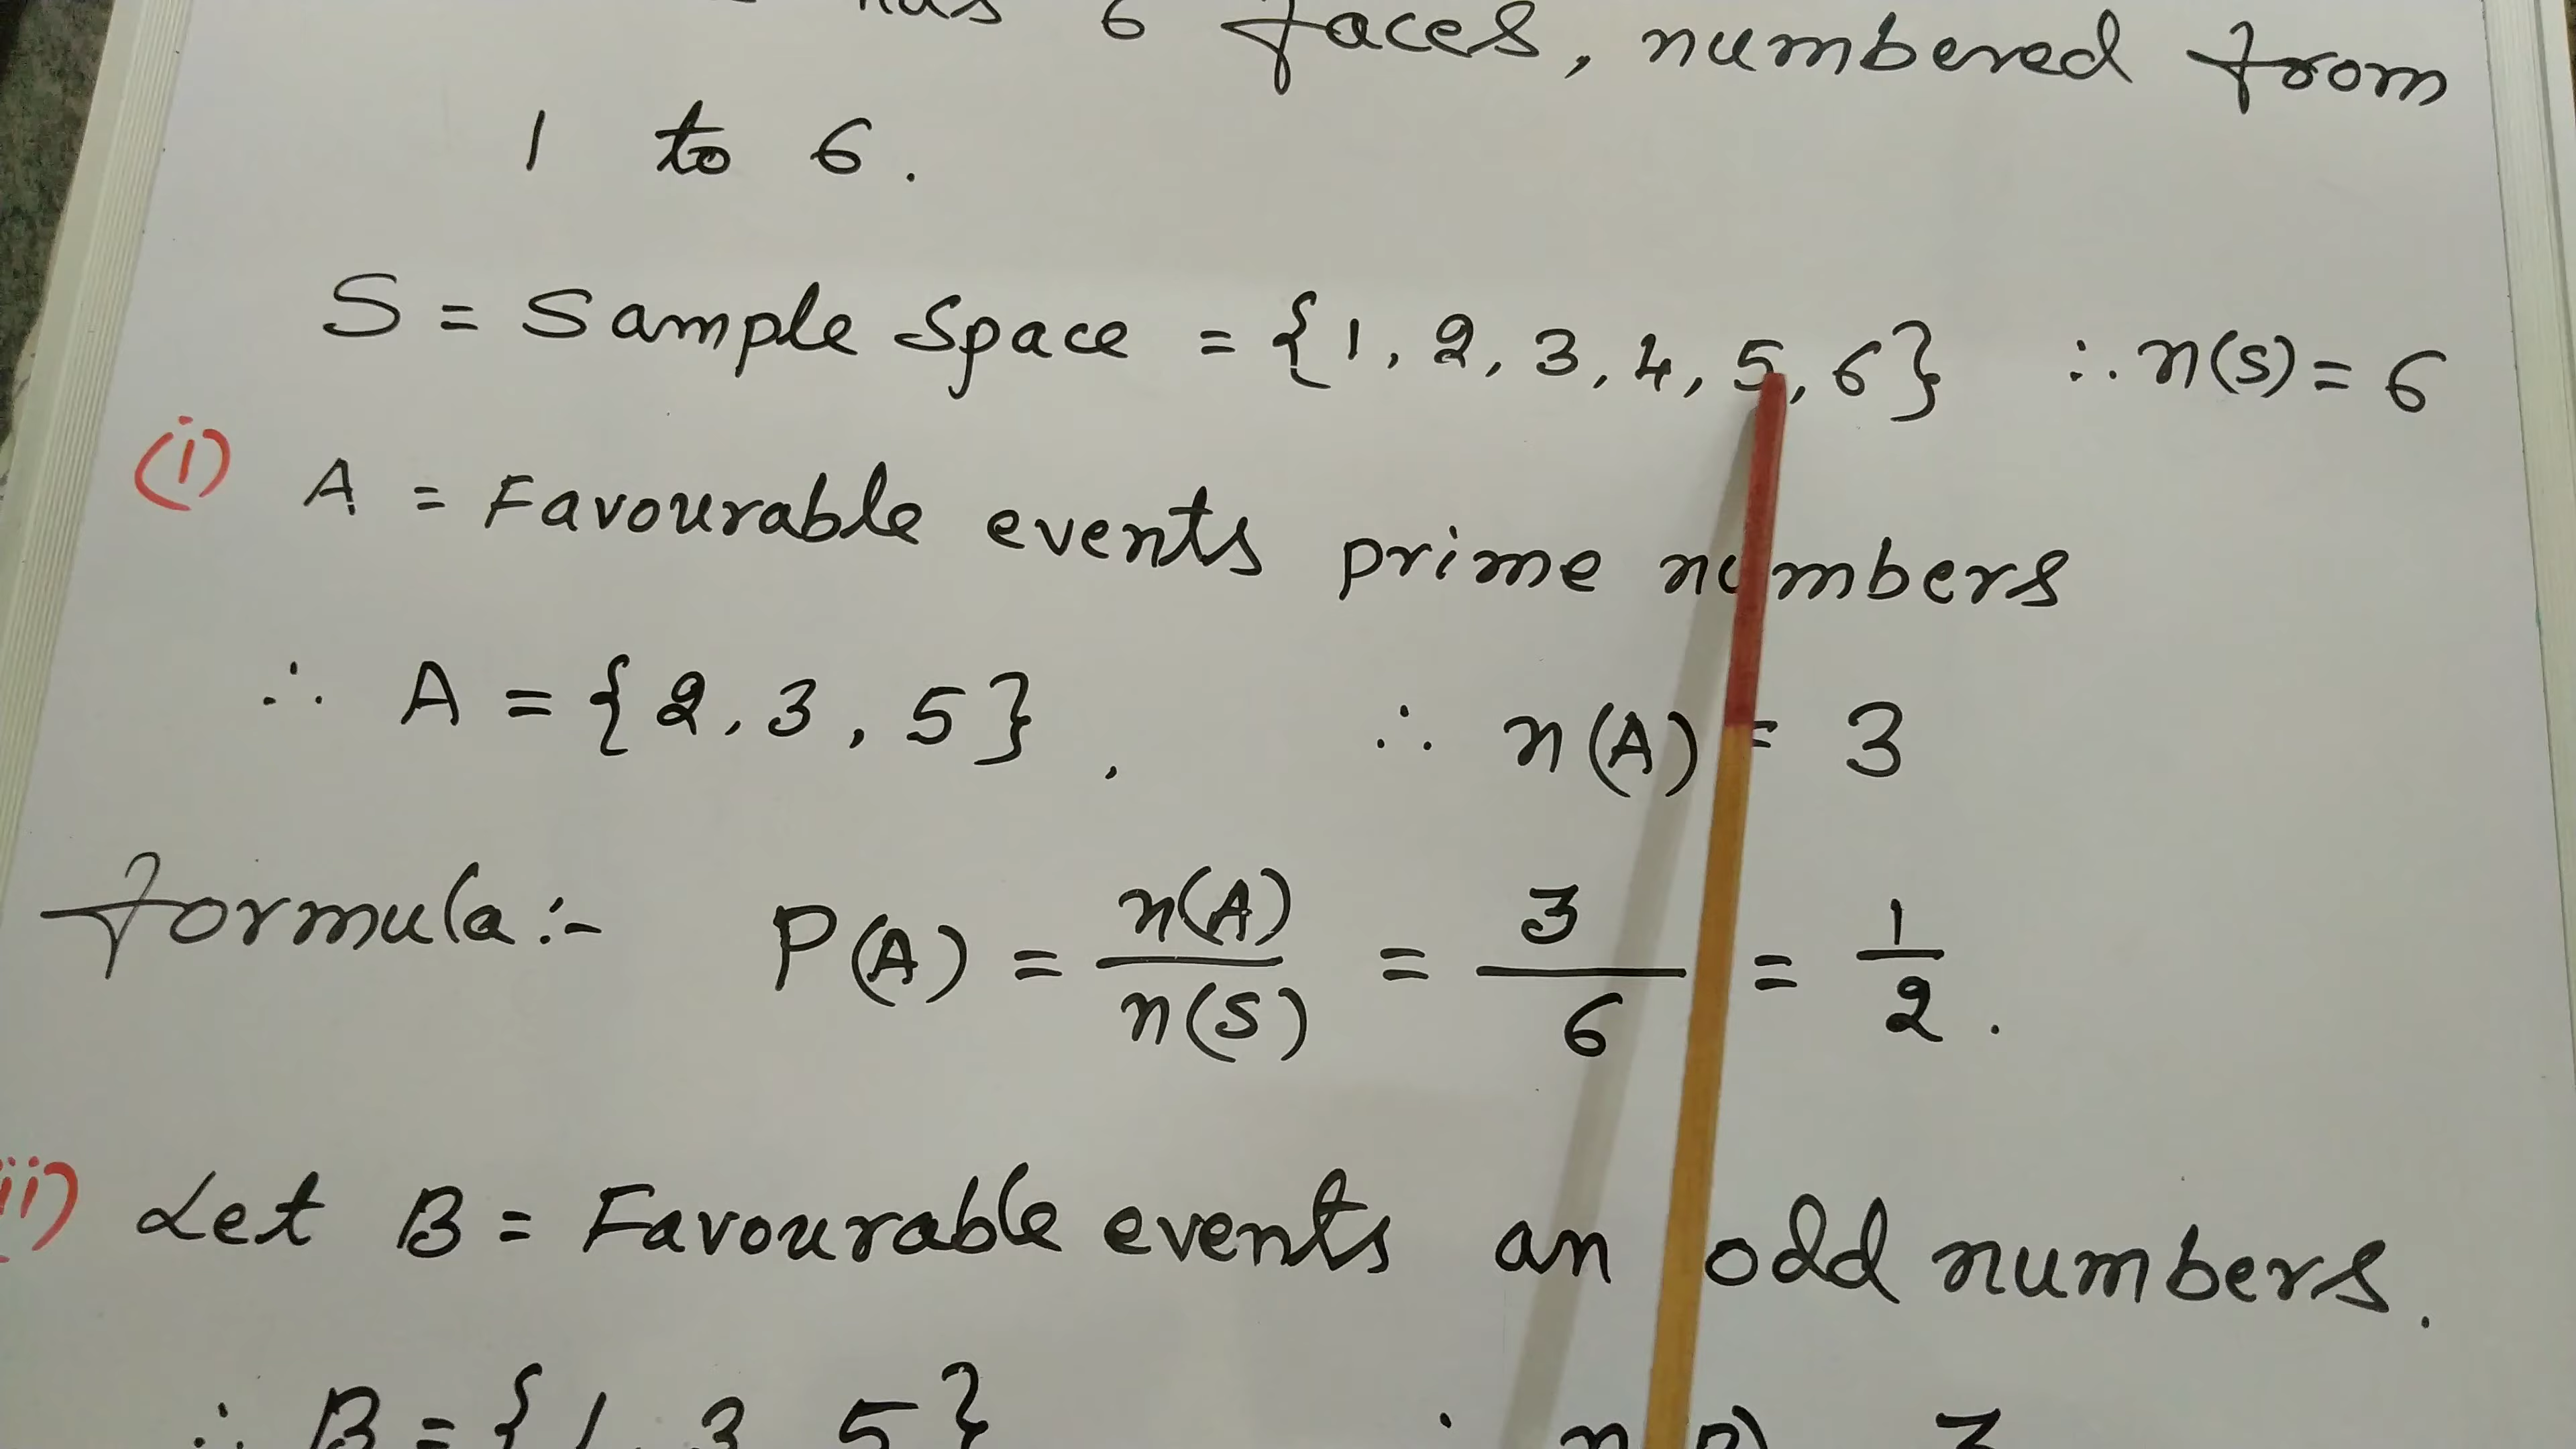 has 6 faces, numbered from
1 to 6.
S = Sample Space = {1, 2, 3, 4, 5, 6} ∴ n(S) = 6
(i) A = Favourable events prime numbers
∴ A = {2, 3, 5}. ∴ n(A) = 3
formula:- P(A) = n(A)/n(S) = 3/6 = 1/2.
ii) Let B = Favourable events an odd numbers.
∴ B = {1, 3, 5}